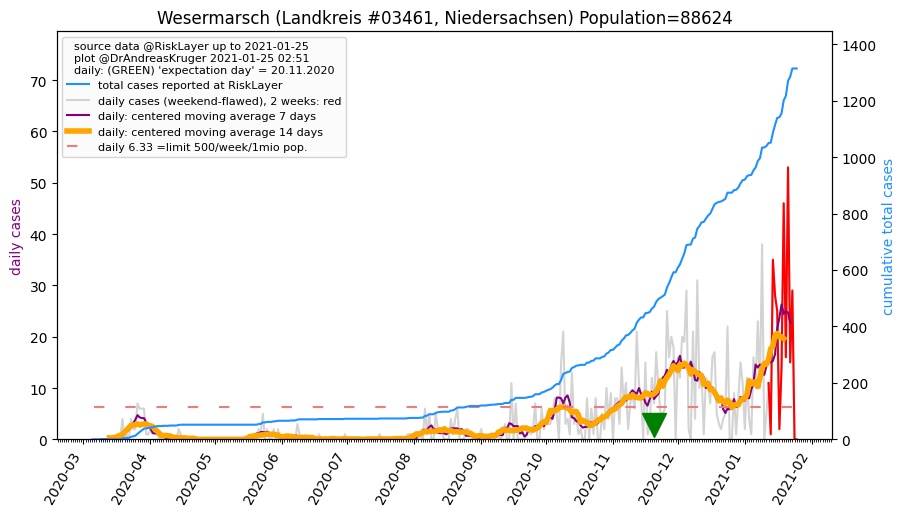 Wesermarsch (Landkreis #03461, Niedersachsen) Population=88624
source data @RiskLayer up to 2021-01-25
plot @DrAndreasKruger 2021-01-25 02:51
daily: (GREEN) 'expectation day' = 20.11.2020
total cases reported at RiskLayer
daily cases (weekend-flawed), 2 weeks: red
daily: centered moving average 7 days
daily: centered moving average 14 days
daily 6.33 =limit 500/week/1mio pop.
daily cases
70
60
50
40
30
20
10
0
1400
1200
1000
800
600
400
200
0
cumulative total cases
2020-03
2020-04
2020-05
2020-06
2020-07
2020-08
2020-09
2020-10
2020-11
2020-12
2021-01
2021-02